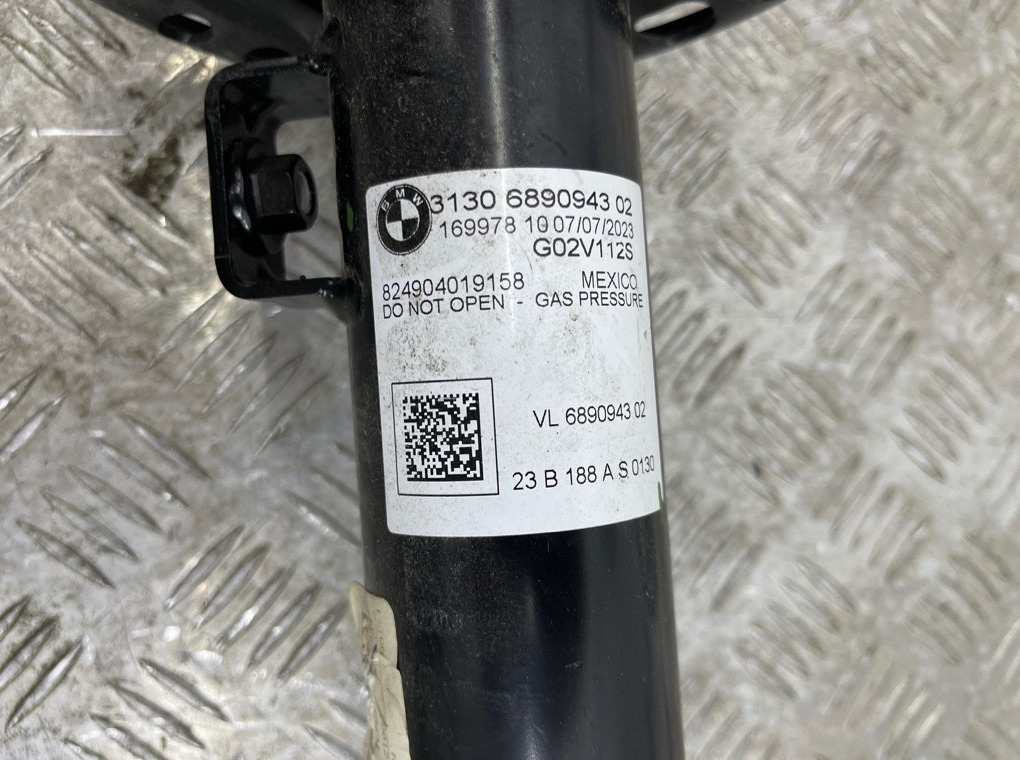 BMW
3130 6890943 02
169978 10 07/07/2023
G02V112S
824904019158 MEXICO
DO NOT OPEN - GAS PRESSURE
VL 6890943 02
23 B 188 A S 0130